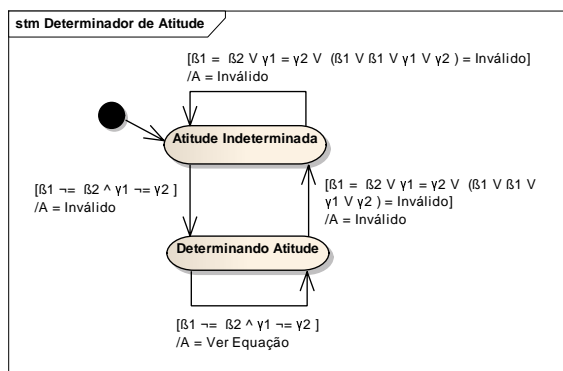 stm Determinador de Atitude
[ß1 = ß2 V γ1 = γ2 V (ß1 V ß1 V γ1 V γ2 ) = Inválido]
/A = Inválido
Atitude Indeterminada
[ß1 ¬= ß2 ^ γ1 ¬= γ2 ]
/A = Inválido
[ß1 = ß2 V γ1 = γ2 V (ß1 V ß1 V
γ1 V γ2 ) = Inválido]
/A = Inválido
Determinando Atitude
[ß1 ¬= ß2 ^ γ1 ¬= γ2 ]
/A = Ver Equação